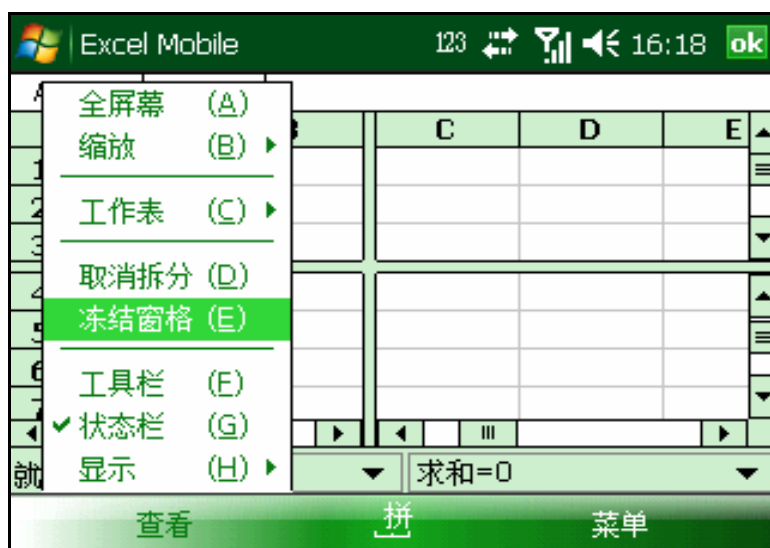 Excel Mobile 123 16:18 ok
全屏幕 (A)
缩放 (B)
工作表 (C)
取消拆分 (D)
冻结窗格 (E)
工具栏 (F)
状态栏 (G)
显示 (H)
C D E
1
2
3
4
5
6
7
就 求和=0
查看 拼 菜单